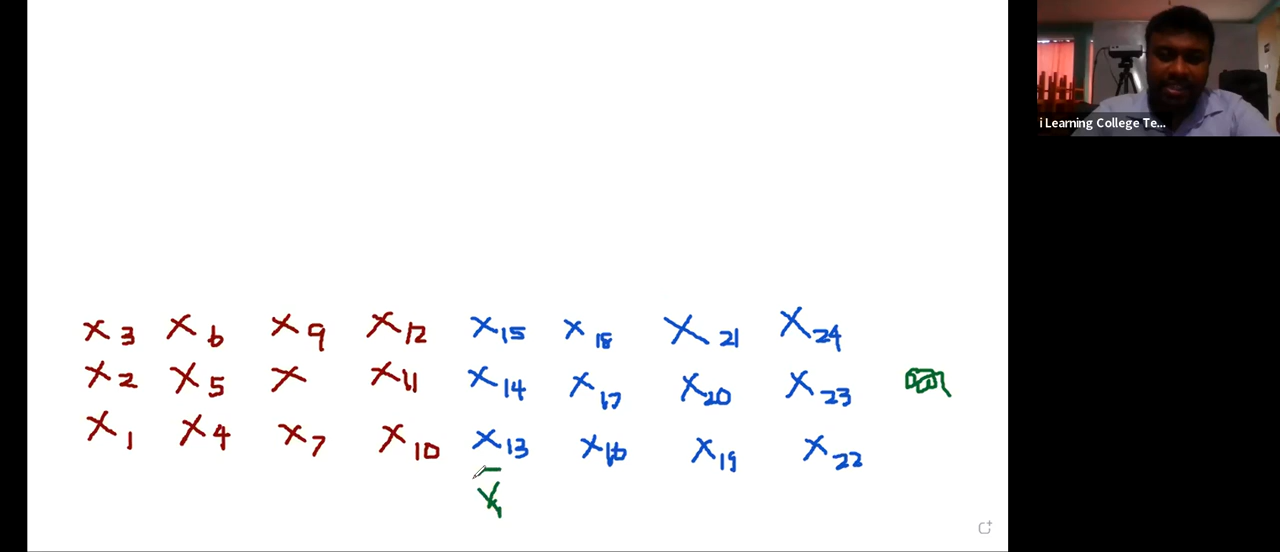 i Learning College Te...
X3 X6 X9 X12 X15 X18 X21 X24
X2 X5 X X11 X14 X17 X20 X23
X1 X4 X7 X10 X13 X16 X19 X22